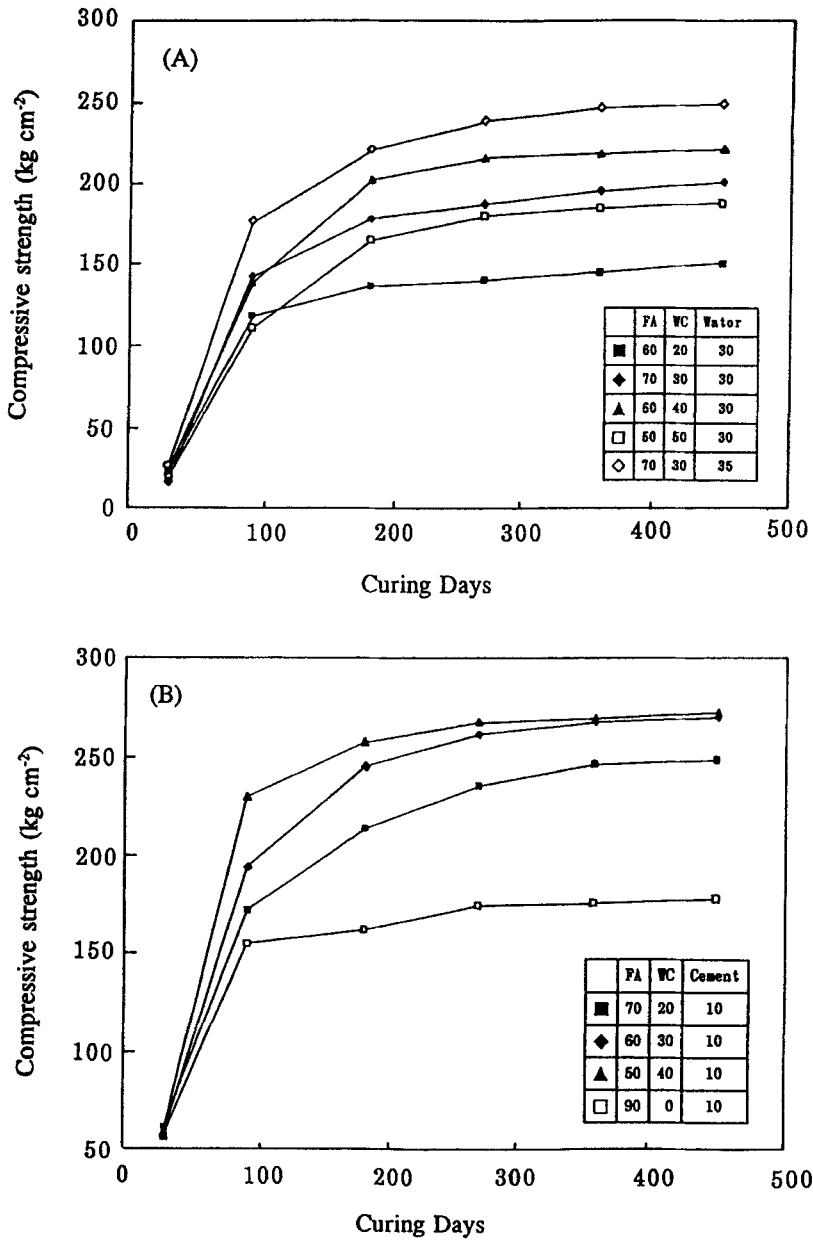 (A)
Compressive strength (kg cm-2)
300
250
200
150
100
50
0
0 100 200 300 400 500
Curing Days
FA WC Water
■ 60 20 30
◆ 70 30 30
▲ 60 40 30
□ 50 50 30
◇ 70 30 35
(B)
Compressive strength (kg cm-2)
300
250
200
150
100
50
0 100 200 300 400 500
Curing Days
FA WC Cement
■ 70 20 10
◆ 60 30 10
▲ 50 40 10
□ 90 0 10